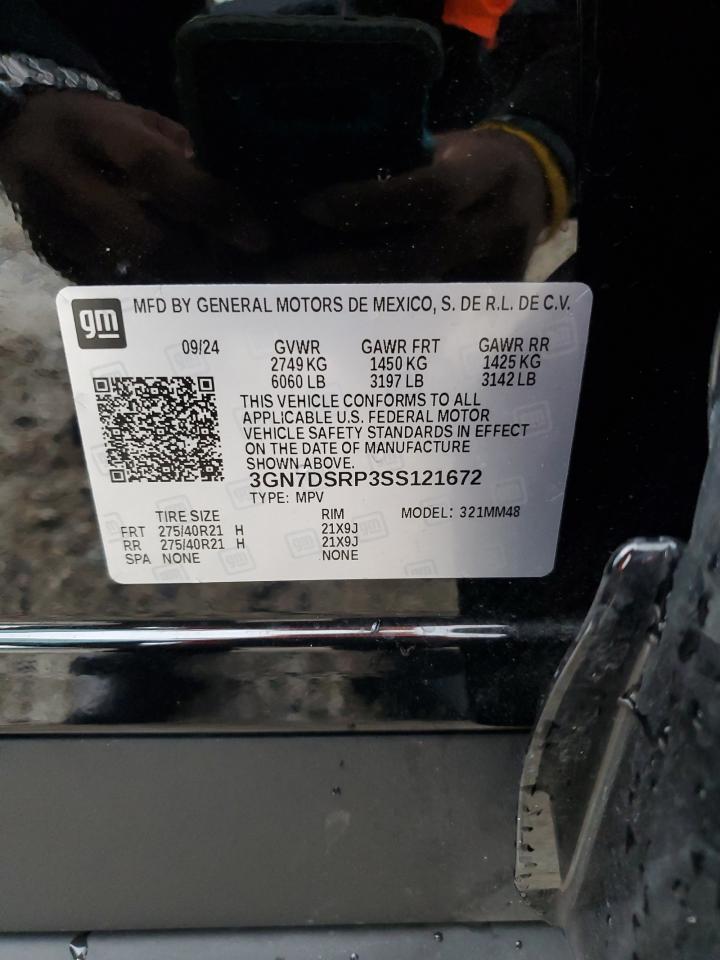 gm MFD BY GENERAL MOTORS DE MEXICO, S. DE R.L. DE C.V.
09/24 GVWR GAWR FRT GAWR RR
2749 KG 1450 KG 1425 KG
6060 LB 3197 LB 3142 LB
THIS VEHICLE CONFORMS TO ALL
APPLICABLE U.S. FEDERAL MOTOR
VEHICLE SAFETY STANDARDS IN EFFECT
ON THE DATE OF MANUFACTURE
SHOWN ABOVE.
3GN7DSRP3SS121672
TYPE: MPV
TIRE SIZE RIM MODEL: 321MM48
FRT 275/40R21 H 21X9J
RR 275/40R21 H 21X9J
SPA NONE NONE